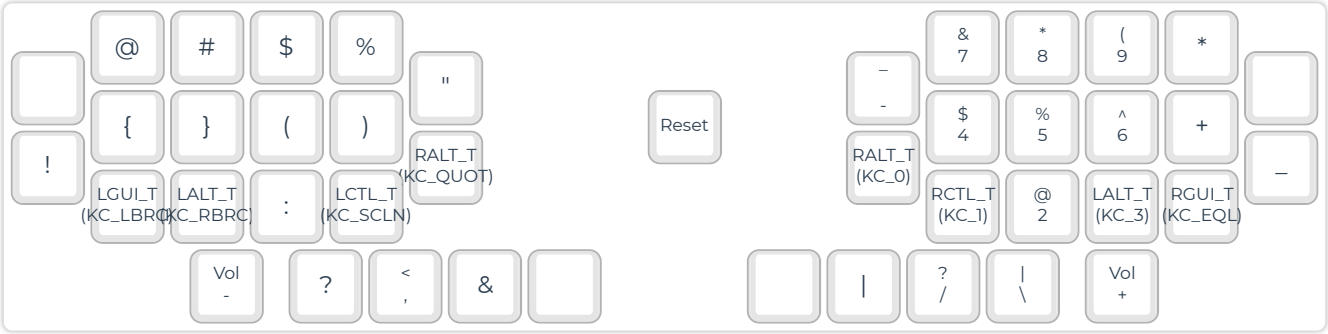 @ # $ % & * ( *
7 8 9
" _
-
{ } ( ) Reset $ % ^ +
4 5 6
! RALT_T RALT_T _
(KC_QUOT) (KC_0)
LGUI_T LALT_T : LCTL_T RCTL_T @ LALT_T RGUI_T
(KC_LBRC) (KC_RBRC) (KC_SCLN) (KC_1) 2 (KC_3) (KC_EQL)
Vol ? < & | ? | Vol
- , / \ +